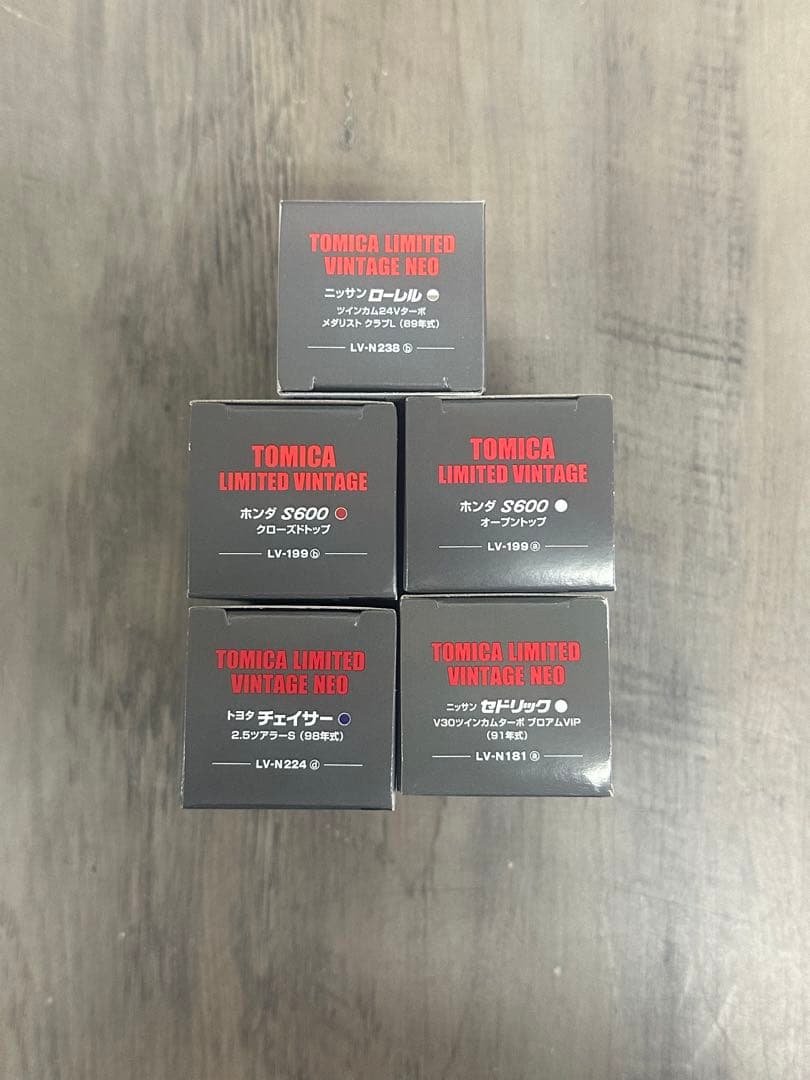 TOMICA LIMITED
VINTAGE NEO
ニッサン ローレル
ツインカム24Vターボ
メダリスト クラブL（89年式）
LV-N238 ⓑ
TOMICA
LIMITED VINTAGE
ホンダ S600
クローズドトップ
LV-199 ⓑ
TOMICA
LIMITED VINTAGE
ホンダ S600
オープントップ
LV-199 ⓐ
TOMICA LIMITED
VINTAGE NEO
トヨタ チェイサー
2.5ツアラーS（98年式）
LV-N224 ⓓ
TOMICA LIMITED
VINTAGE NEO
ニッサン セドリック
V30ツインカムターボ ブロアムVIP
（91年式）
LV-N181 ⓐ